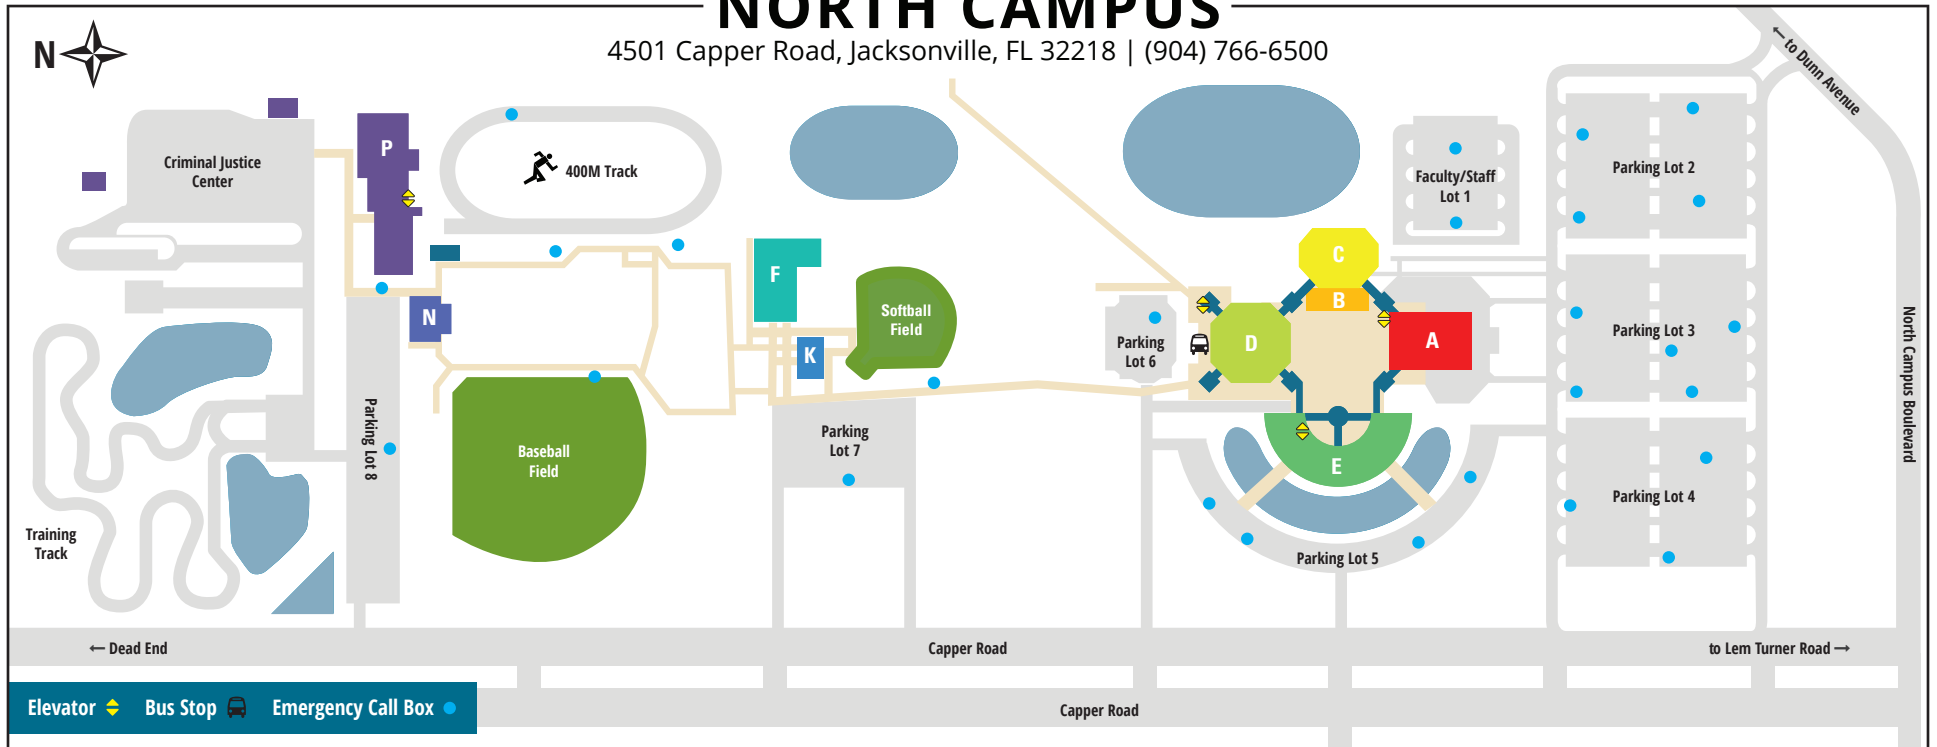 NORTH CAMPUS
4501 Capper Road, Jacksonville, FL 32218 | (904) 766-6500
N
← to Dunn Avenue
Criminal Justice
Center
P
400M Track
Faculty/Staff
Lot 1
Parking Lot 2
C
B
A
D
E
F
K
N
Softball
Field
Parking
Lot 6
Parking Lot 3
North Campus Boulevard
Parking Lot 8
Baseball
Field
Parking
Lot 7
Parking Lot 4
Training
Track
Parking Lot 5
← Dead End
Capper Road
to Lem Turner Road →
Elevator
Bus Stop
Emergency Call Box
Capper Road